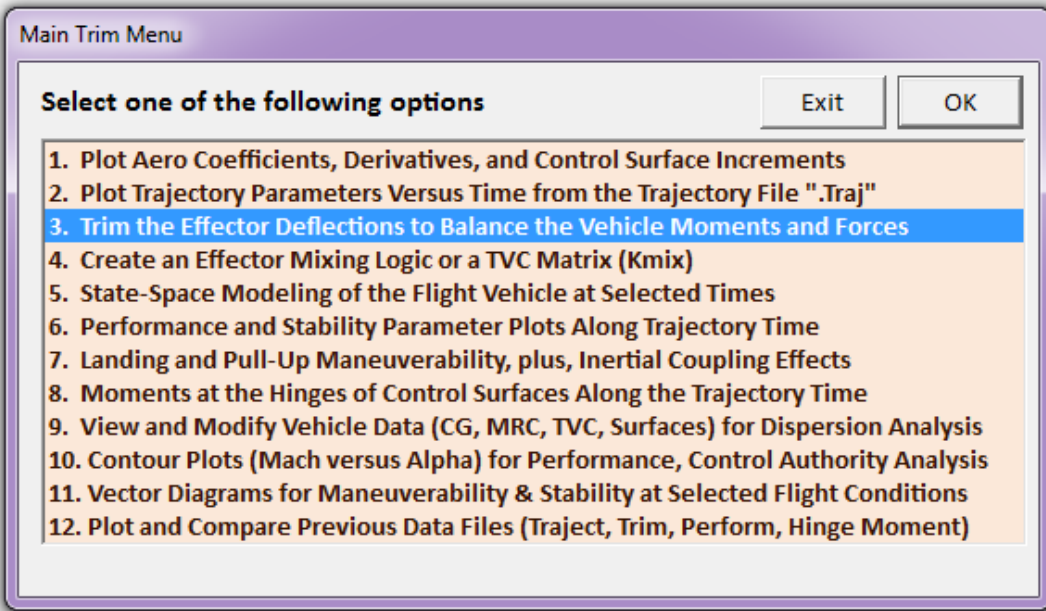 Main Trim Menu
Select one of the following options
Exit
OK
1. Plot Aero Coefficients, Derivatives, and Control Surface Increments
2. Plot Trajectory Parameters Versus Time from the Trajectory File ".Traj"
3. Trim the Effector Deflections to Balance the Vehicle Moments and Forces
4. Create an Effector Mixing Logic or a TVC Matrix (Kmix)
5. State-Space Modeling of the Flight Vehicle at Selected Times
6. Performance and Stability Parameter Plots Along Trajectory Time
7. Landing and Pull-Up Maneuverability, plus, Inertial Coupling Effects
8. Moments at the Hinges of Control Surfaces Along the Trajectory Time
9. View and Modify Vehicle Data (CG, MRC, TVC, Surfaces) for Dispersion Analysis
10. Contour Plots (Mach versus Alpha) for Performance, Control Authority Analysis
11. Vector Diagrams for Maneuverability & Stability at Selected Flight Conditions
12. Plot and Compare Previous Data Files (Traject, Trim, Perform, Hinge Moment)